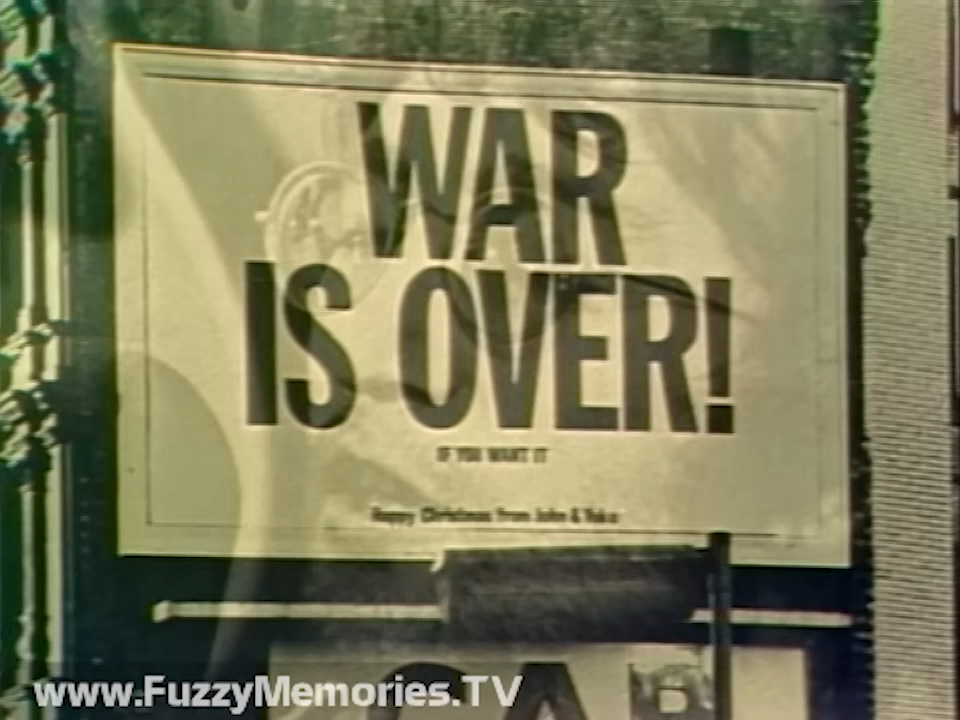 WAR
IS OVER!
IF YOU WANT IT
Happy Christmas from John & Yoko
www.FuzzyMemories.TV